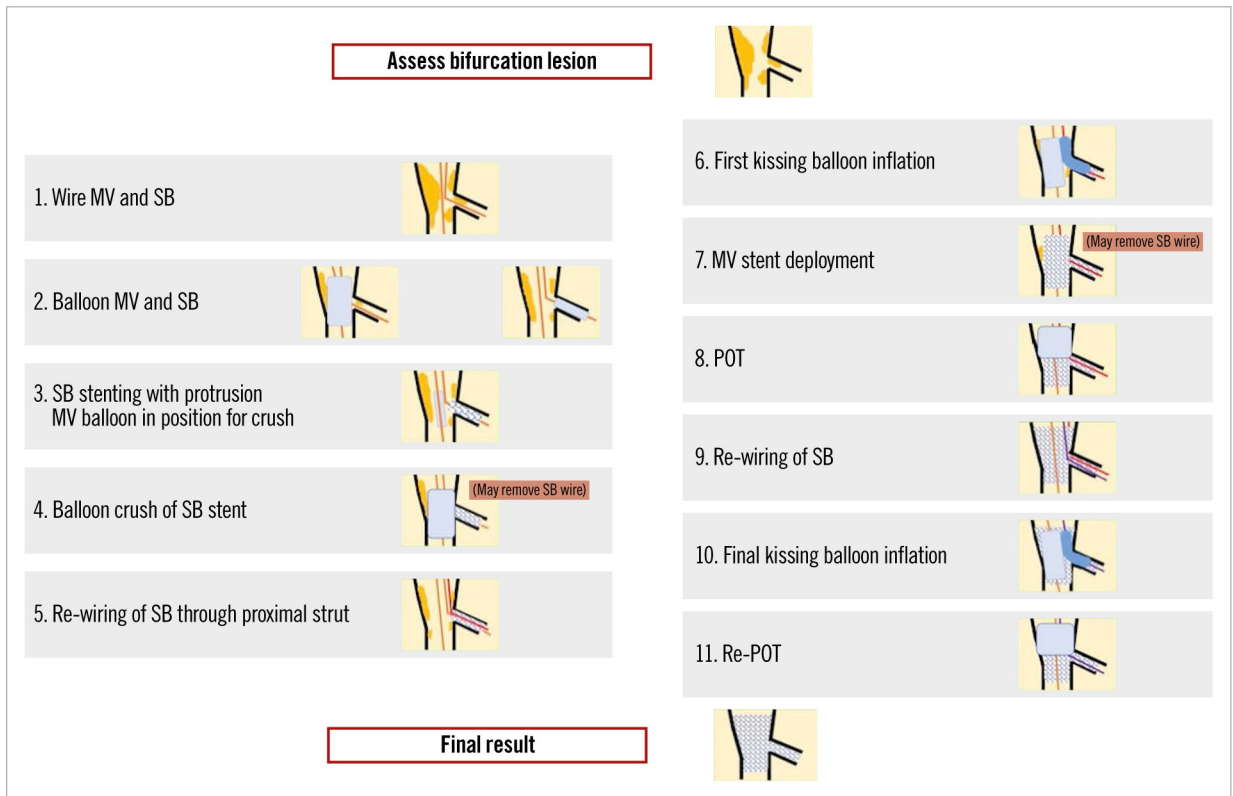 Assess bifurcation lesion
1. Wire MV and SB
2. Balloon MV and SB
3. SB stenting with protrusion
MV balloon in position for crush
4. Balloon crush of SB stent
(May remove SB wire)
5. Re-wiring of SB through proximal strut
6. First kissing balloon inflation
7. MV stent deployment
(May remove SB wire)
8. POT
9. Re-wiring of SB
10. Final kissing balloon inflation
11. Re-POT
Final result